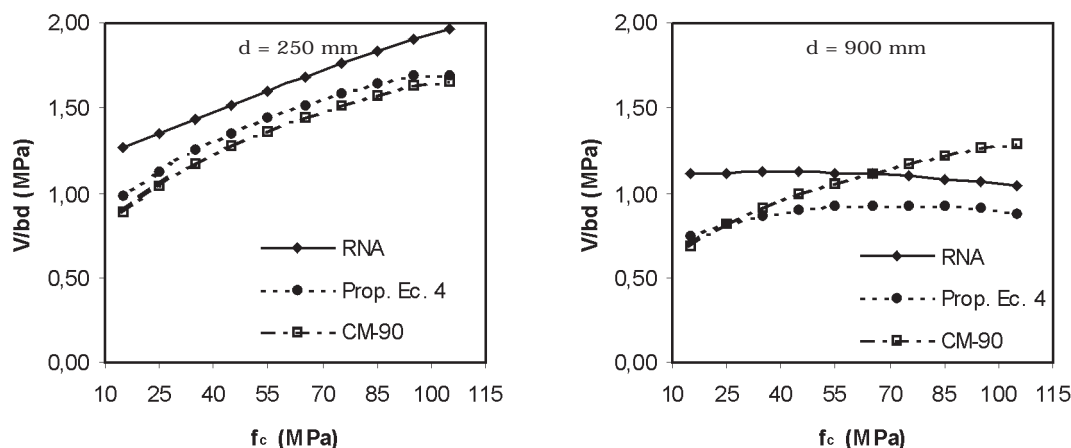 2,00
d = 250 mm
1,50
1,00
0,50
0,00
V/bd (MPa)
RNA
Prop. Ec. 4
CM-90
10 25 40 55 70 85 100 115
fc (MPa)
2,00
d = 900 mm
1,50
1,00
0,50
0,00
V/bd (MPa)
RNA
Prop. Ec. 4
CM-90
10 25 40 55 70 85 100 115
fc (MPa)